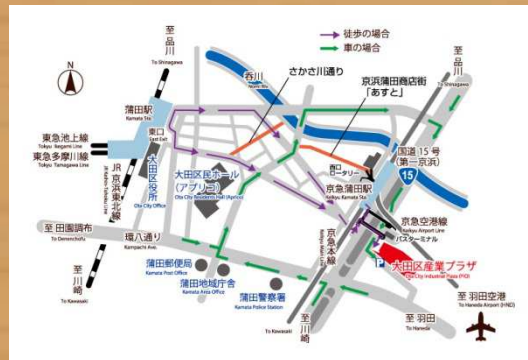 徒歩の場合
車の場合
至 品川
To Shinagawa
N
さかさ川通り
呑川
京浜蒲田商店街
「あすと」
至 品川
To Shinagawa
蒲田駅
Kamata Sta.
東口
East Exit
東急池上線
Tokyu Ikegami Line
東急多摩川線
Tokyu Tamagawa Line
大田区役所
Ota City Office
JR 京浜東北線
大田区民ホール
(アプリコ)
Ota City Residents Hall (Aprico)
国道 15 号
(第一京浜)
15
西口
ロータリー
京急蒲田駅
Keikyu Kamata Sta.
京急空港線
Keikyu Airport Line
バスターミナル
京急本線
Keikyu Main Line
至 田園調布
To Denenchofu
環八通り
Kampachi Ave.
蒲田郵便局
Kamata Post Office
蒲田地域庁舎
Kamata Area Office
蒲田警察署
Kamata Police Station
P
大田区産業プラザ
Ota City Industrial Plaza (PiO)
至 川崎
To Kawasaki
至 川崎
To Kawasaki
至 羽田
To Haneda
至 羽田空港
To Haneda Airport (HND)